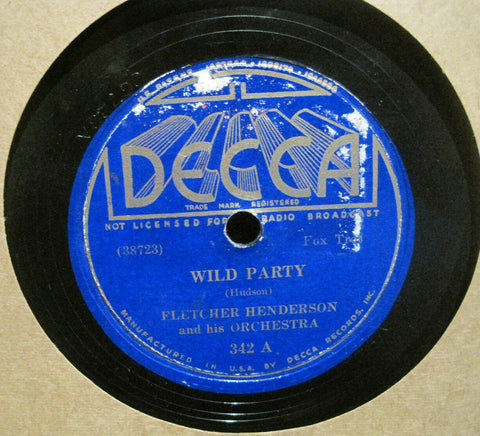 DECCA
TRADE MARK REGISTERED
NOT LICENSED FOR RADIO BROADCAST
(38723)
Fox
WILD PARTY
(Hudson)
FLETCHER HENDERSON
and his ORCHESTRA
342 A
MANUFACTURED IN U.S.A. BY DECCA RECORDS, INC.